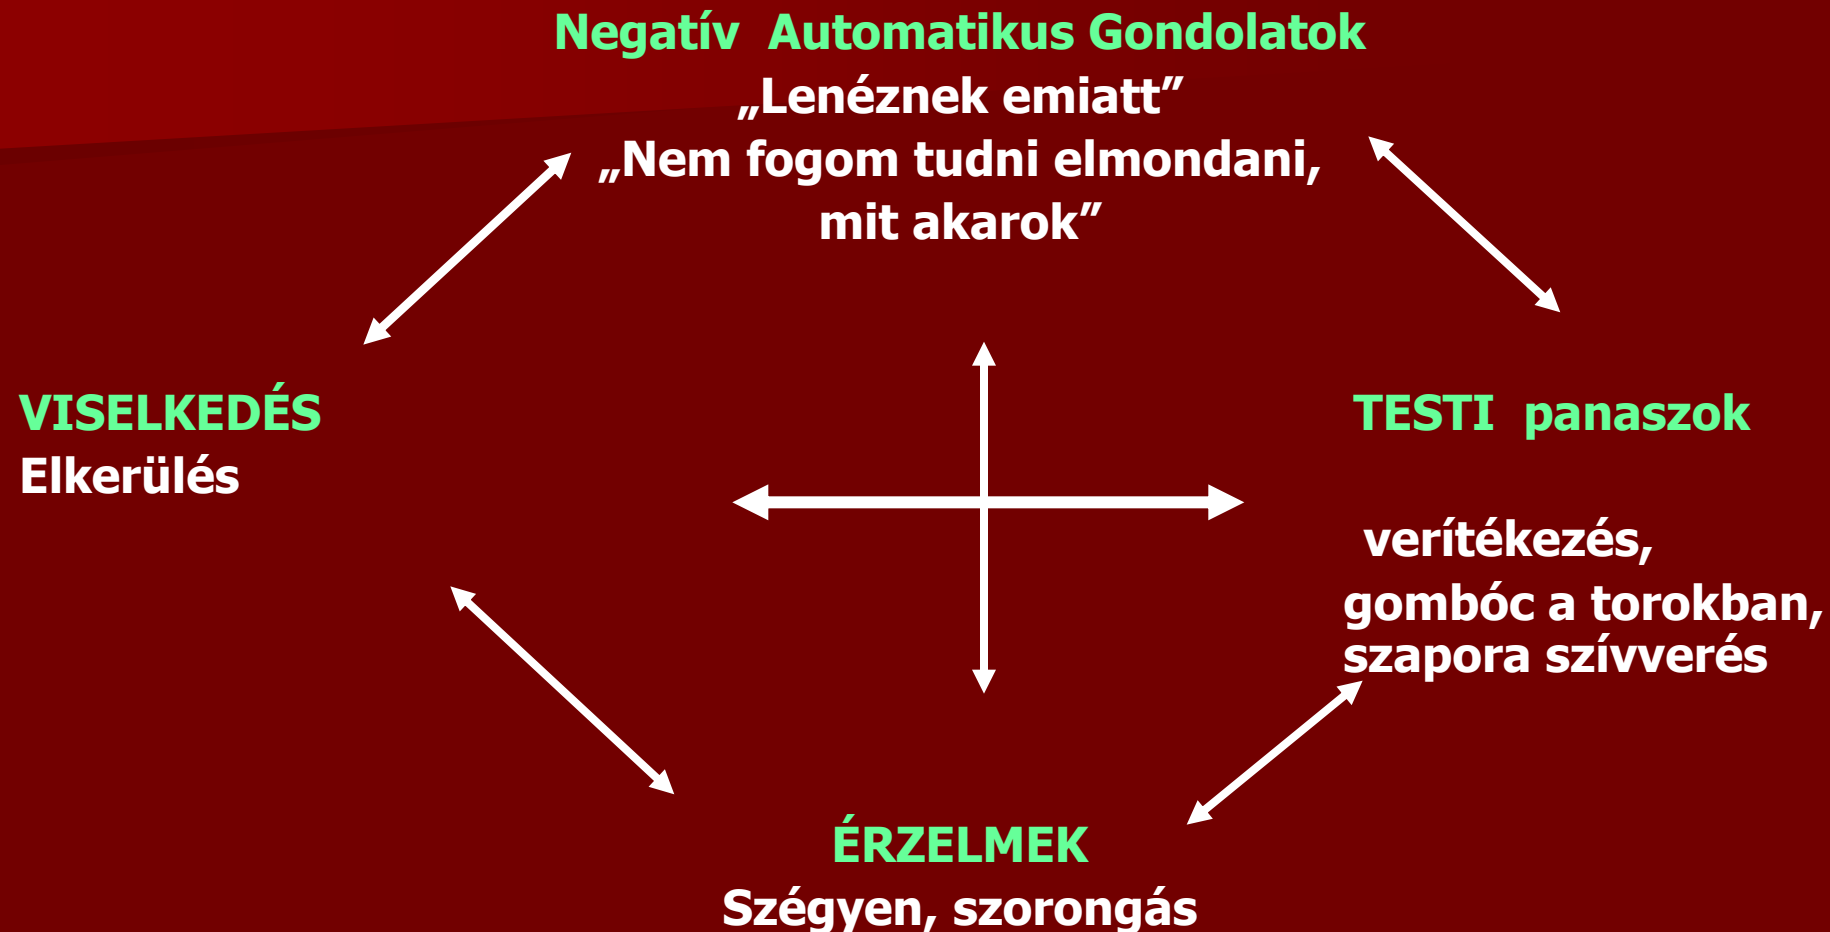 Negatív Automatikus Gondolatok
„Lenéznek emiatt”
„Nem fogom tudni elmondani,
mit akarok”
VISELKEDÉS
Elkerülés
TESTI panaszok
verítékezés,
gombóc a torokban,
szapora szívverés
ÉRZELMEK
Szégyen, szorongás